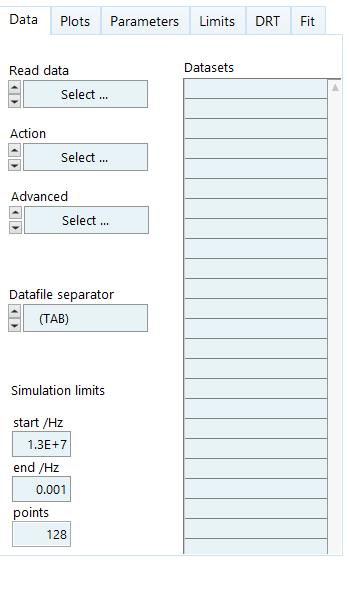 Data Plots Parameters Limits DRT Fit
Read data
Select ...
Action
Select ...
Advanced
Select ...
Datafile separator
(TAB)
Simulation limits
start /Hz
1.3E+7
end /Hz
0.001
points
128
Datasets